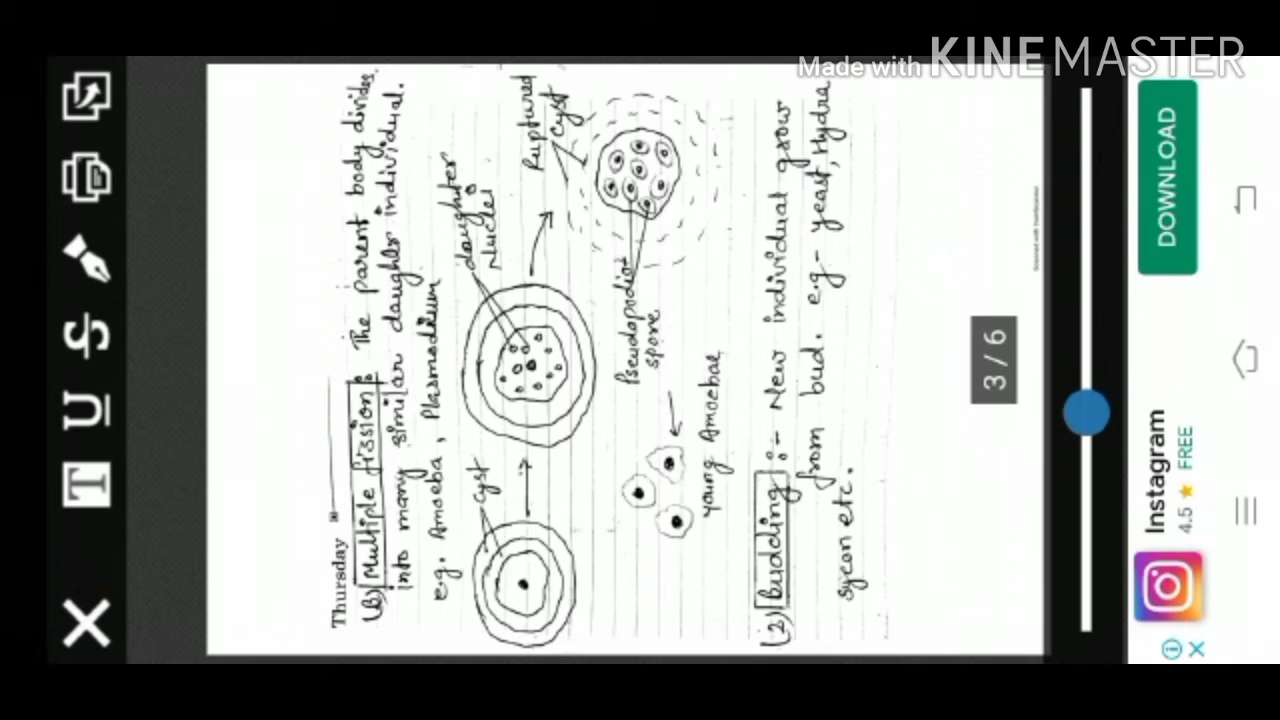 Made with KINEMASTER
Thursday
(b) Multiple fission :- The parent body divides
into many similar daughter individual.
e.g. Amoeba, Plasmodium
cyst
daughter
Nuclei
Ruptured
cyst
Pseudopodio-
spore
young Amoebae
(2) Budding :- New individual grow
from bud. e.g - yeast, Hydra
sycon etc.
3 / 6
Instagram
4.5 ★ FREE
DOWNLOAD